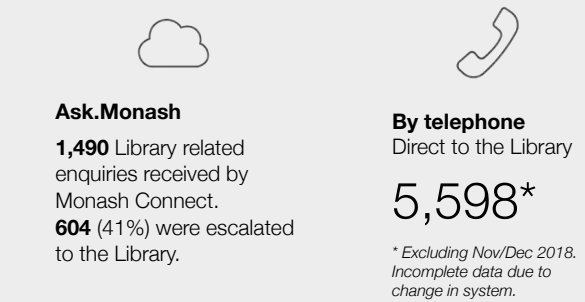 Ask.Monash
1,490 Library related
enquiries received by
Monash Connect.
604 (41%) were escalated
to the Library.
By telephone
Direct to the Library
5,598*
* Excluding Nov/Dec 2018.
Incomplete data due to
change in system.